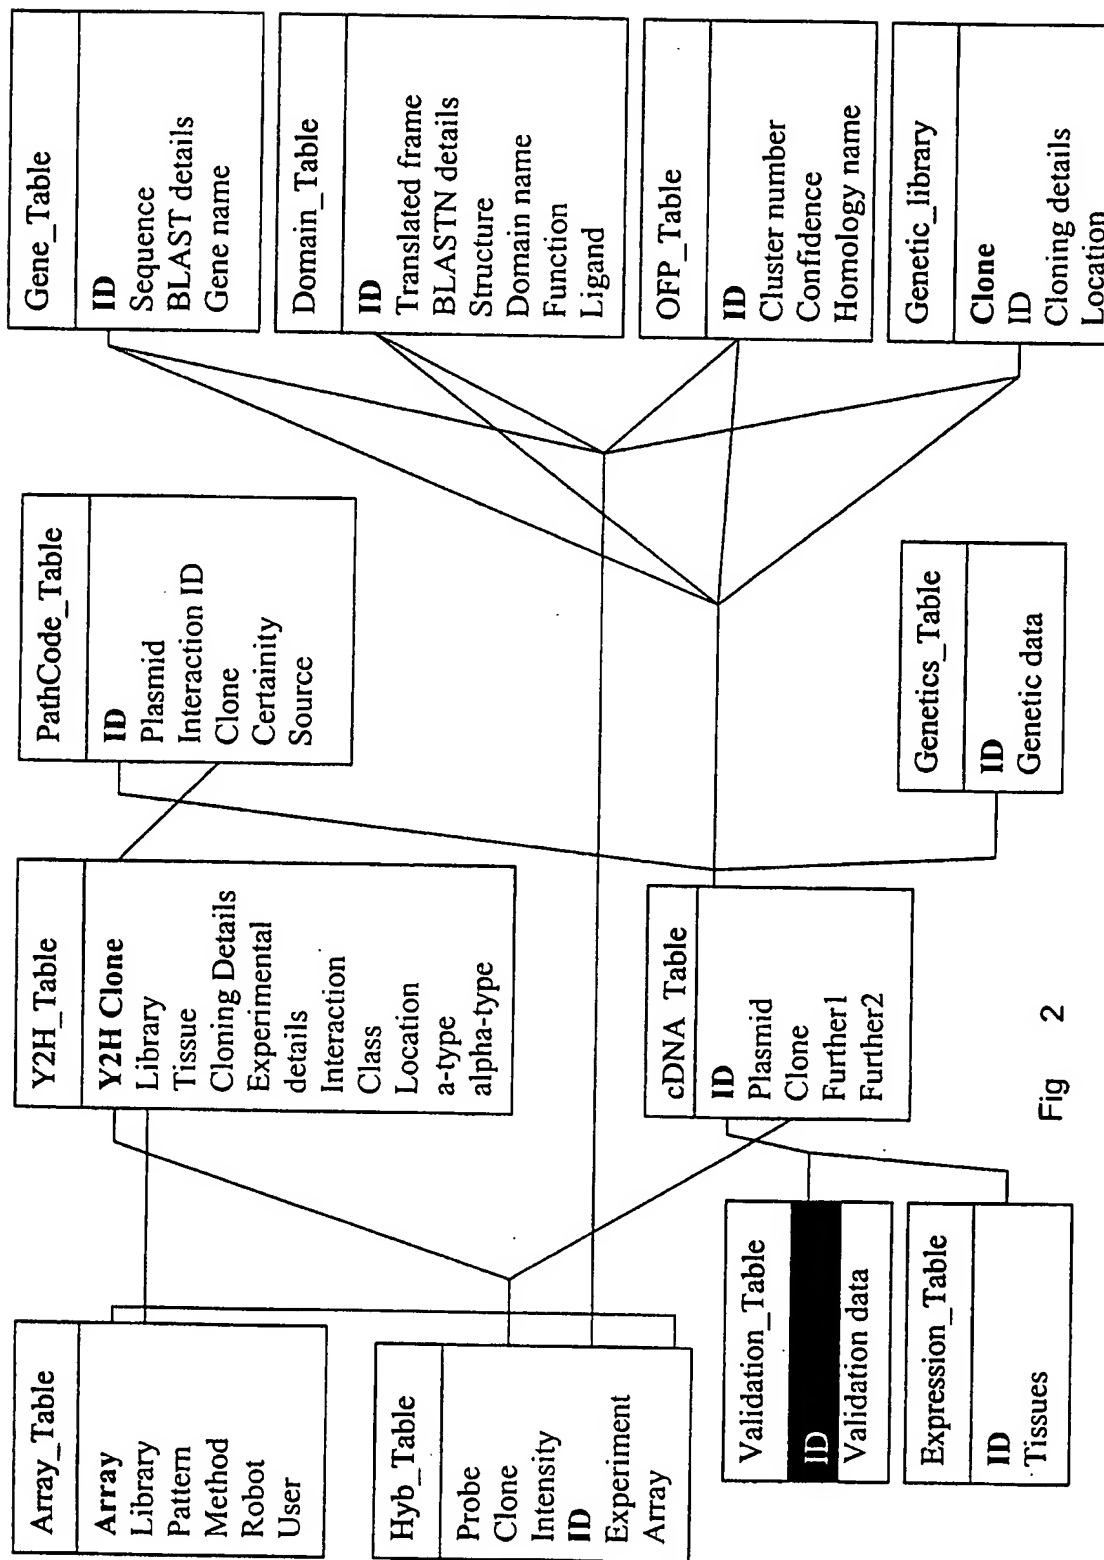 Array_Table
Array
Library
Pattern
Method
Robot
User
Hyb_Table
Probe
Clone
Intensity
ID
Experiment
Array
Validation_Table
ID
Validation data
Expression_Table
ID
Tissues
Y2H_Table
Y2H Clone
Library
Tissue
Cloning Details
Experimental
details
Interaction
Class
Location
a-type
alpha-type
cDNA_Table
ID
Plasmid
Clone
Further1
Further2
PathCode_Table
ID
Plasmid
Interaction ID
Clone
Certainity
Source
Genetics_Table
ID
Genetic data
Gene_Table
ID
Sequence
BLAST details
Gene name
Domain_Table
ID
Translated frame
BLASTN details
Structure
Domain name
Function
Ligand
OFP_Table
ID
Cluster number
Confidence
Homology name
Genetic_library
Clone
ID
Cloning details
Location
Fig 2